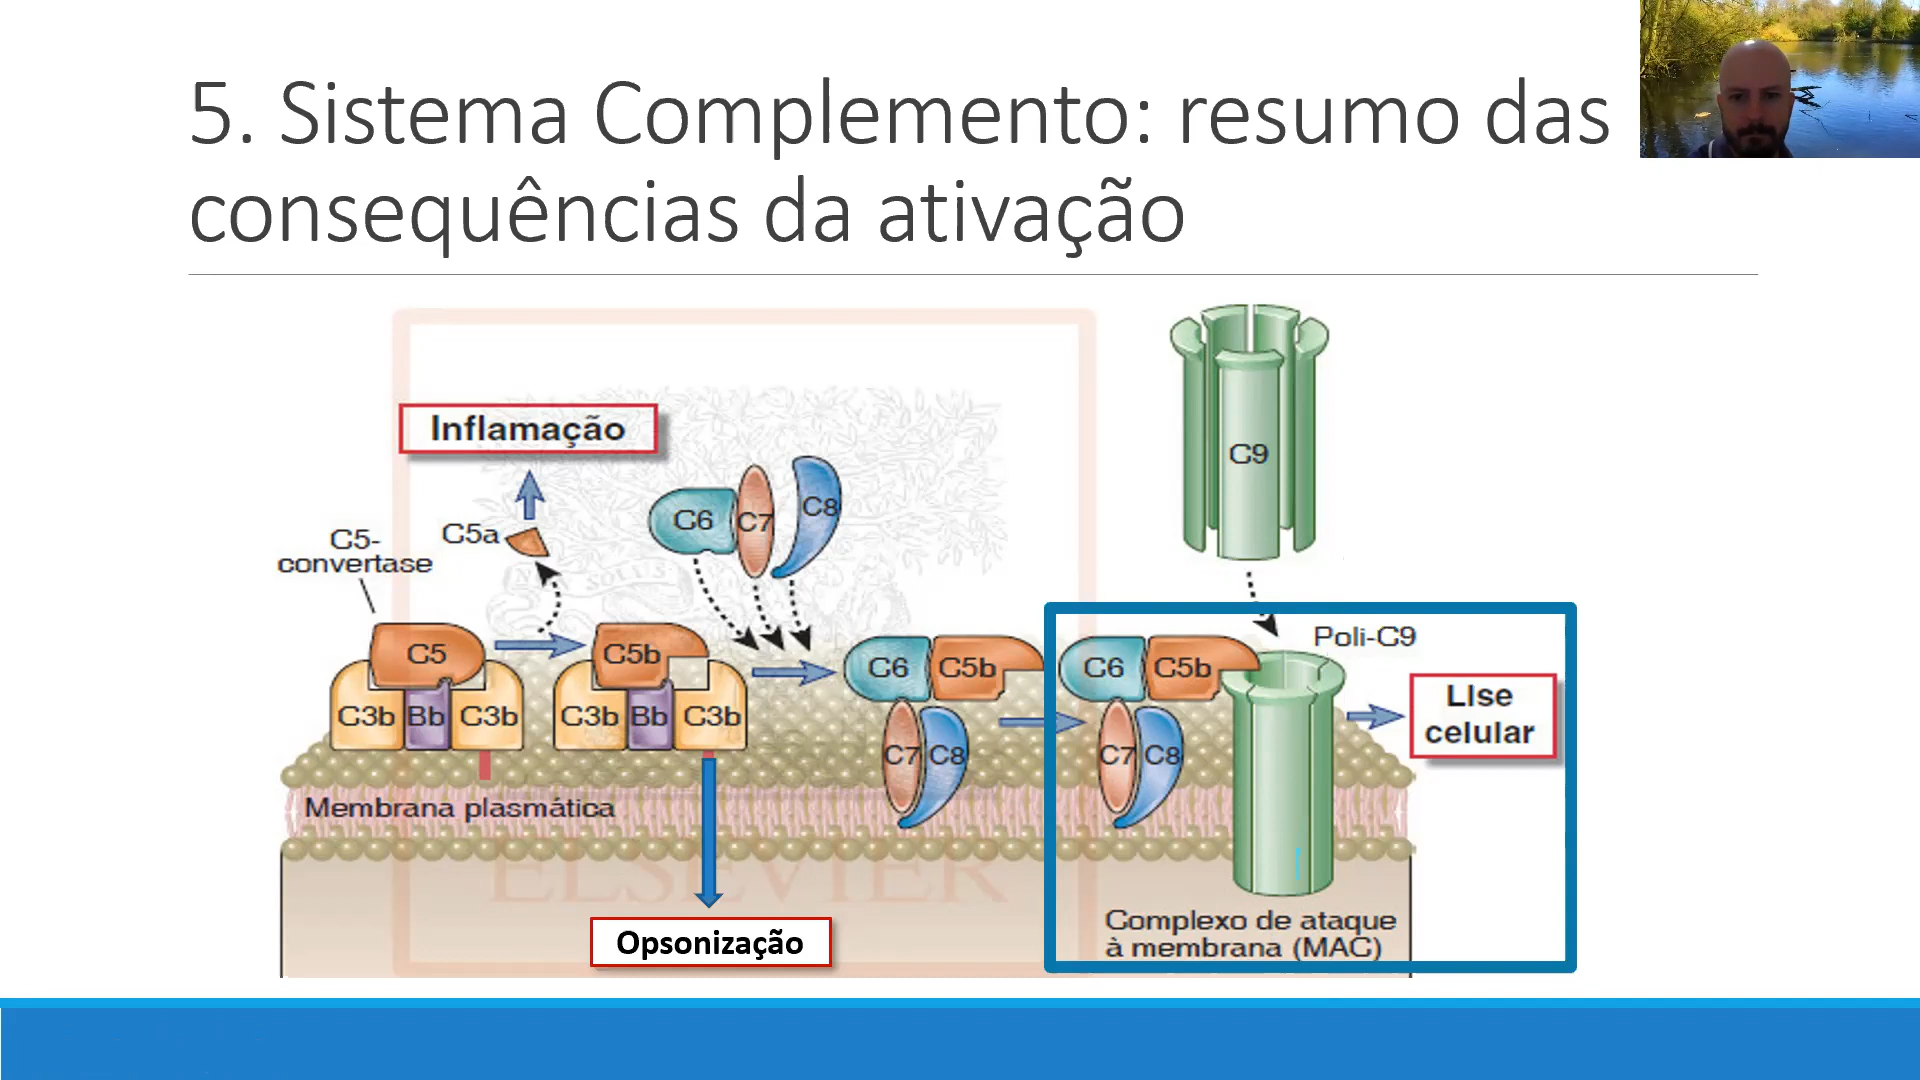 5. Sistema Complemento: resumo das
consequências da ativação
Inflamação
C5a
C5-
convertase
C6
C7
C8
C9
C5
C3b
Bb
C3b
C5b
C3b
Bb
C3b
C6
C5b
C7
C8
C6
C5b
C7
C8
Poli-C9
LIse
celular
Membrana plasmática
ELSEVIER
Opsonização
Complexo de ataque
à membrana (MAC)